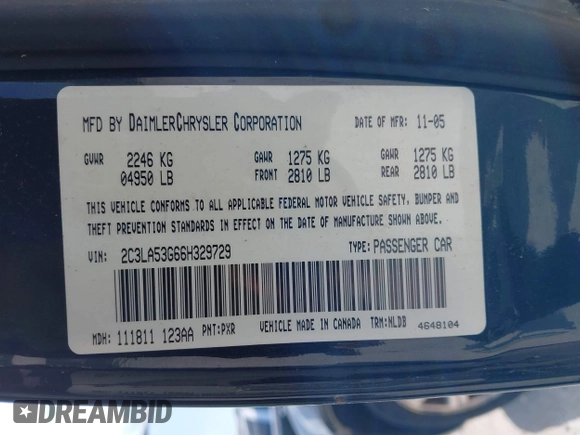 MFD BY DAIMLERCHRYSLER CORPORATION DATE OF MFR: 11-05
GVWR 2246 KG GAWR 1275 KG GAWR 1275 KG
04950 LB FRONT 2810 LB REAR 2810 LB
THIS VEHICLE CONFORMS TO ALL APPLICABLE FEDERAL MOTOR VEHICLE SAFETY, BUMPER AND
THEFT PREVENTION STANDARDS IN EFFECT ON THE DATE OF MANUFACTURE SHOWN ABOVE.
VIN: 2C3LA53G66H329729 TYPE: PASSENGER CAR
MDH: 111811 123AA PNT:PXR VEHICLE MADE IN CANADA TRM:NLDB 4648104
DREAMBID